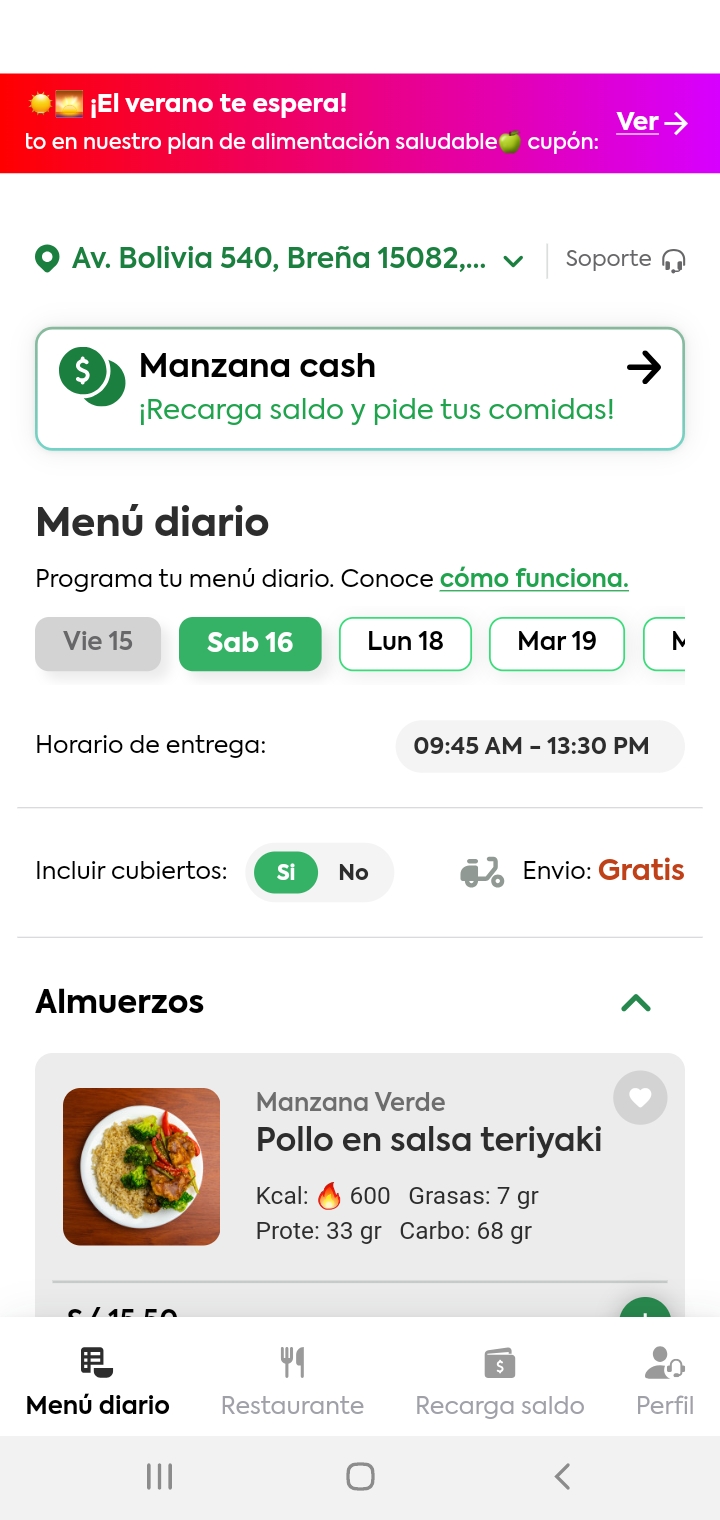 ¡El verano te espera!
to en nuestro plan de alimentación saludable🍏 cupón:
Ver
Av. Bolivia 540, Breña 15082,...
Soporte
Manzana cash
¡Recarga saldo y pide tus comidas!
Menú diario
Programa tu menú diario. Conoce cómo funciona.
Vie 15 Sab 16 Lun 18 Mar 19
Horario de entrega: 09:45 AM - 13:30 PM
Incluir cubiertos: Si No Envio: Gratis
Almuerzos
Manzana Verde
Pollo en salsa teriyaki
Kcal: 🔥 600 Grasas: 7 gr
Prote: 33 gr Carbo: 68 gr
S/ 15.50
Menú diario Restaurante Recarga saldo Perfil